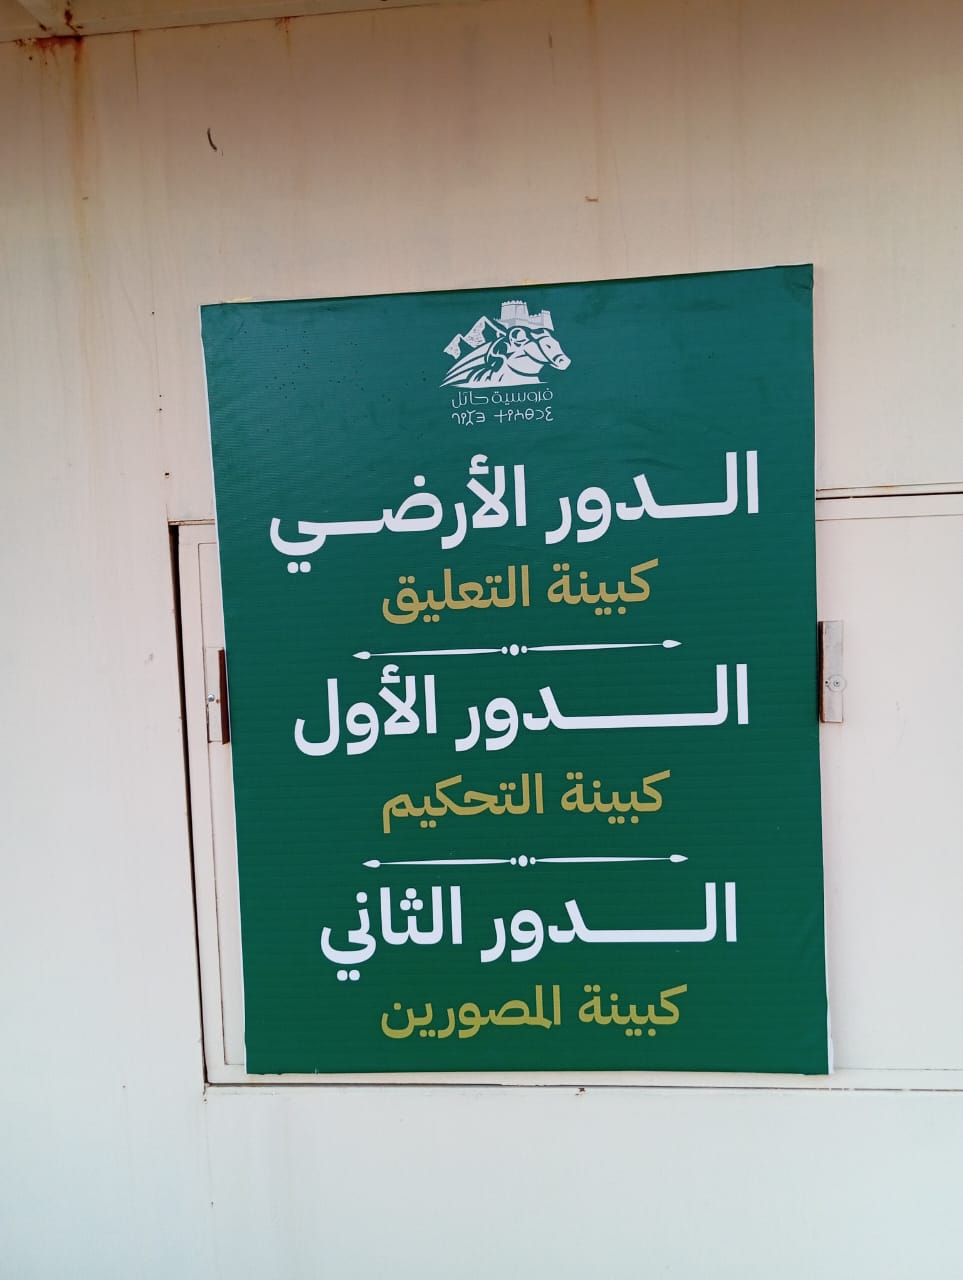 فروسية حائل
الدور الأرضي
كبينة التعليق
الدور الأول
كبينة التحكيم
الدور الثاني
كبينة المصورين